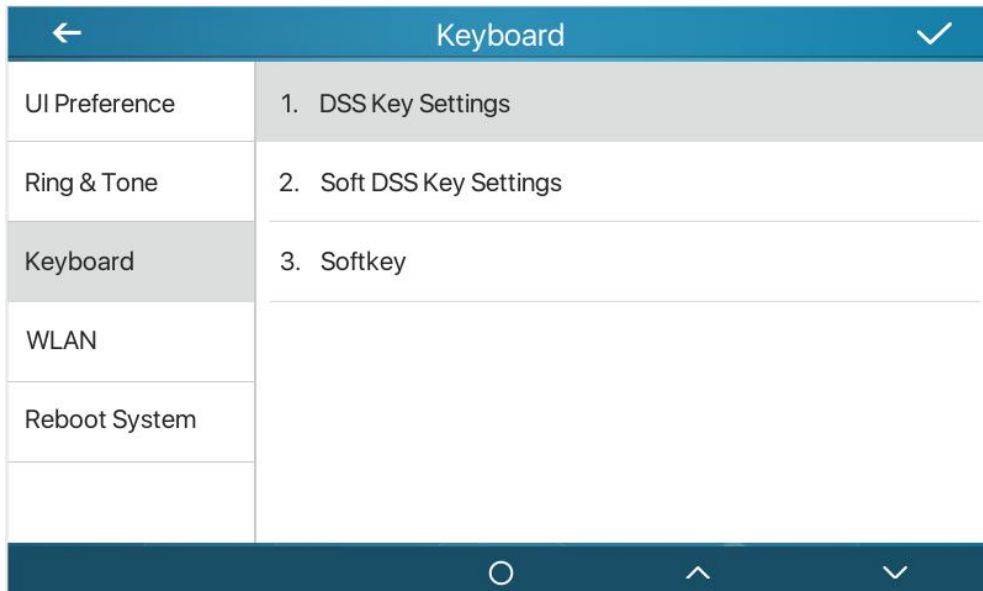 Keyboard
UI Preference
Ring & Tone
Keyboard
WLAN
Reboot System
1. DSS Key Settings
2. Soft DSS Key Settings
3. Softkey